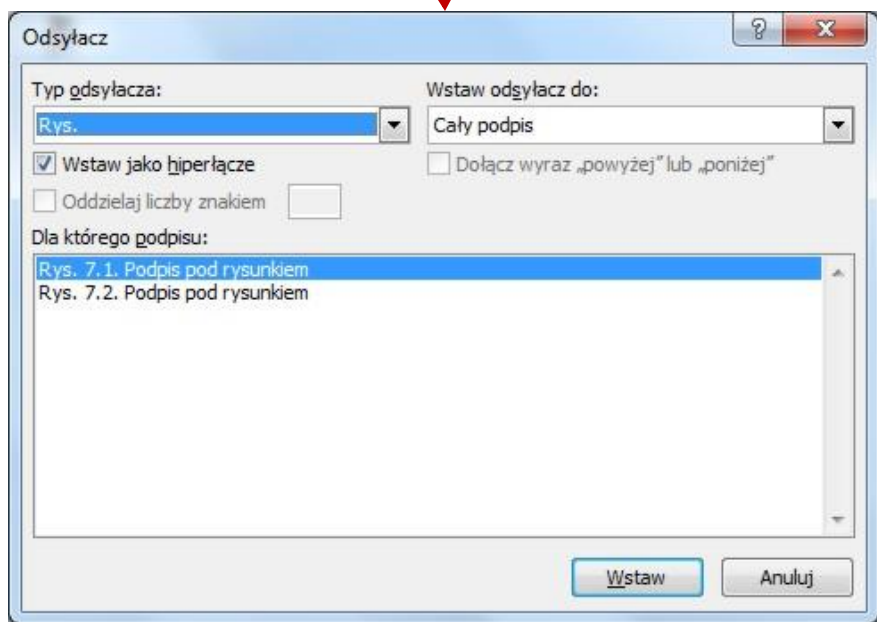 Odsyłacz
Typ odsyłacza:
Wstaw odsyłacz do:
Rys.
Cały podpis
Wstaw jako hiperłącze
Dołącz wyraz „powyżej” lub „poniżej”
Oddzielaj liczby znakiem
Dla którego podpisu:
Rys. 7.1. Podpis pod rysunkiem
Rys. 7.2. Podpis pod rysunkiem
Wstaw
Anuluj